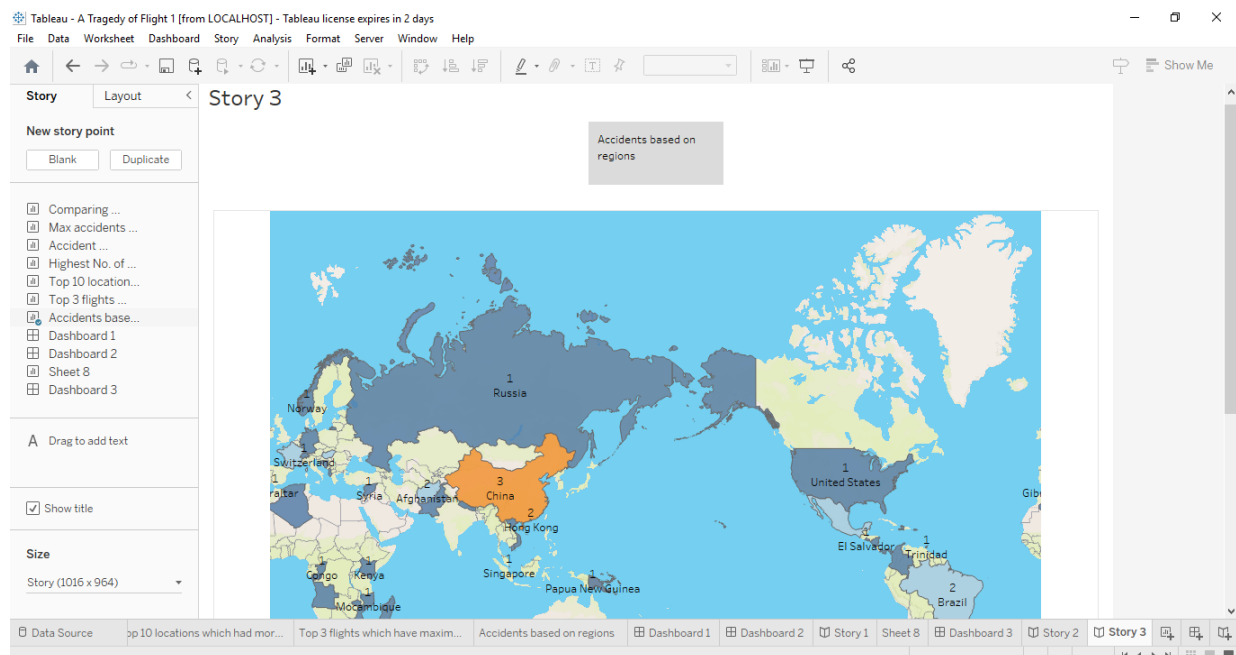 Tableau - A Tragedy of Flight 1 [from LOCALHOST] - Tableau license expires in 2 days
File Data Worksheet Dashboard Story Analysis Format Server Window Help
Show Me
Story Layout
New story point
Blank Duplicate
Comparing ...
Max accidents ...
Accident ...
Highest No. of ...
Top 10 location...
Top 3 flights ...
Accidents base...
Dashboard 1
Dashboard 2
Sheet 8
Dashboard 3
A Drag to add text
Show title
Size
Story (1016 x 964)
Story 3
Accidents based on
regions
1
Russia
1
Norway
1
Switzerland
1
raltar
1
Syria
2
Afghanistan
3
China
2
Hong Kong
1
United States
Gib
1
El Salvador
1
Trinidad
1
Congo
1
Kenya
1
Singapore
1
Papua New Guinea
1
Mocambique
2
Brazil
Data Source op 10 locations which had mor... Top 3 flights which have maxim... Accidents based on regions Dashboard 1 Dashboard 2 Story 1 Sheet 8 Dashboard 3 Story 2 Story 3